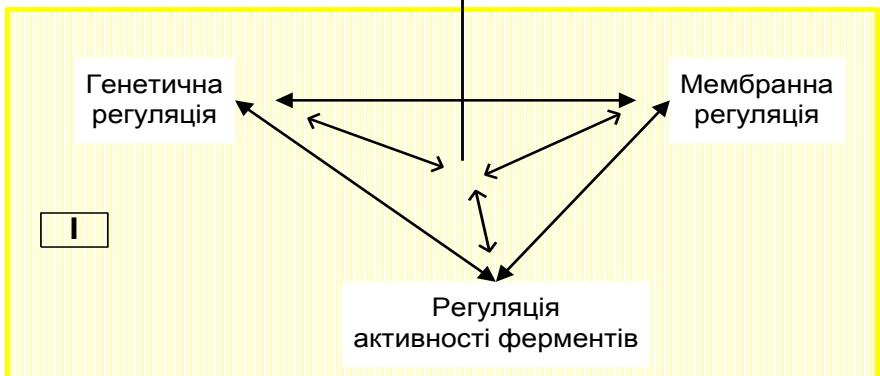 Генетична
регуляція
Мембранна
регуляція
I
Регуляція
активності ферментів